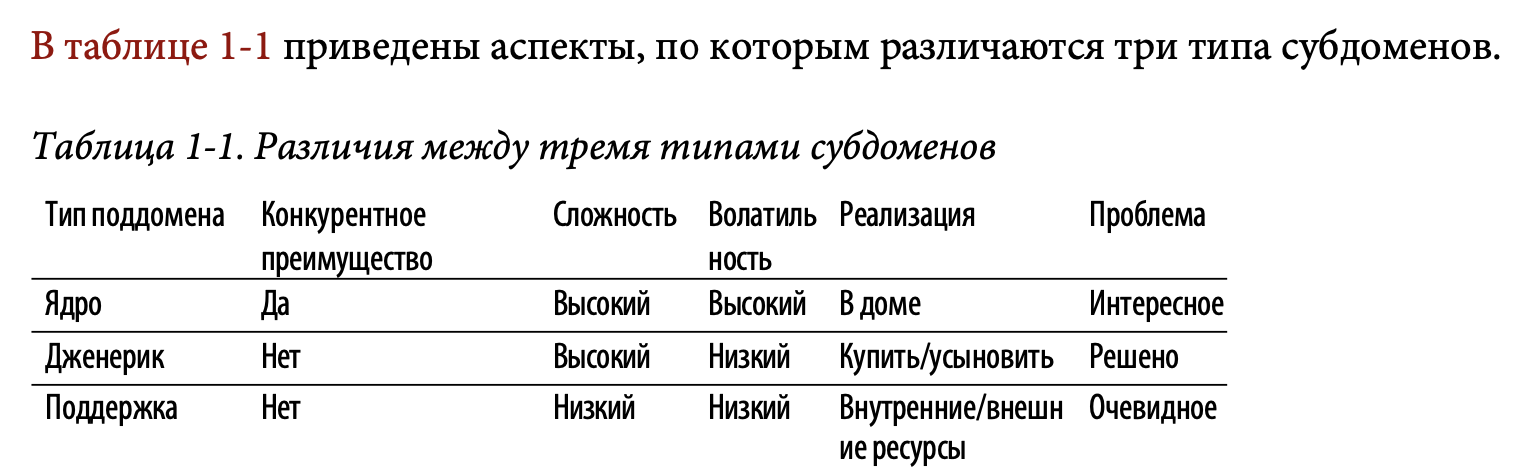 В таблице 1-1 приведены аспекты, по которым различаются три типа субдоменов.
Таблица 1-1. Различия между тремя типами субдоменов
Тип поддомена Конкурентное Сложность Волатиль Реализация Проблема
преимущество ность
Ядро Да Высокий Высокий В доме Интересное
Дженерик Нет Высокий Низкий Купить/усыновить Решено
Поддержка Нет Низкий Низкий Внутренние/внешн Очевидное
ие ресурсы